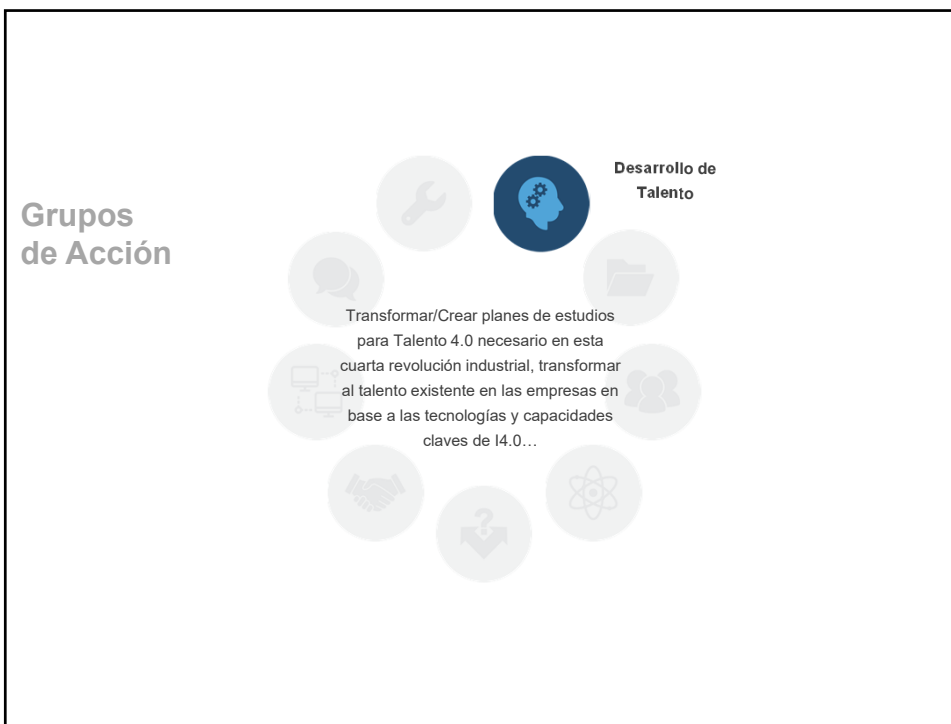 Grupos
de Acción
Desarrollo de
Talento
Transformar/Crear planes de estudios
para Talento 4.0 necesario en esta
cuarta revolución industrial, transformar
al talento existente en las empresas en
base a las tecnologías y capacidades
claves de I4.0…
?